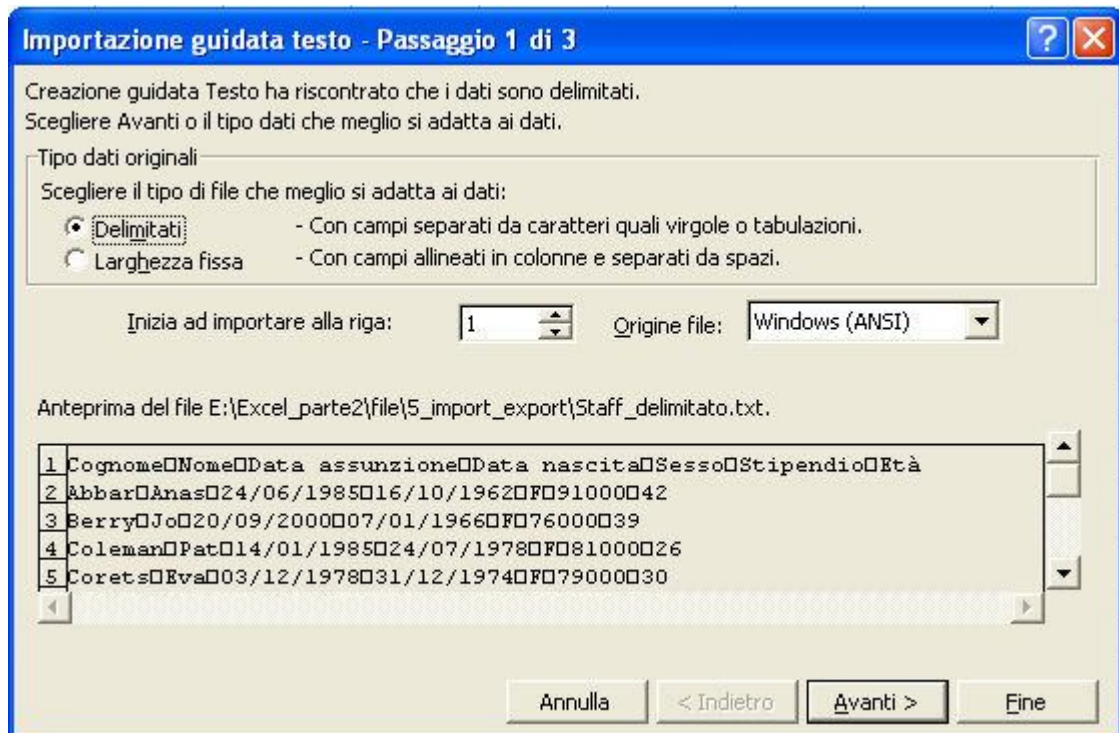 Importazione guidata testo - Passaggio 1 di 3
Creazione guidata Testo ha riscontrato che i dati sono delimitati.
Scegliere Avanti o il tipo dati che meglio si adatta ai dati.
Tipo dati originali
Scegliere il tipo di file che meglio si adatta ai dati:
Delimitati - Con campi separati da caratteri quali virgole o tabulazioni.
Larghezza fissa - Con campi allineati in colonne e separati da spazi.
Inizia ad importare alla riga: 1 Origine file: Windows (ANSI)
Anteprima del file E:\Excel_parte2\file\5_import_export\Staff_delimitato.txt.
1 Cognome□Nome□Data assunzione□Data nascita□Sesso□Stipendio□Età
2 Abbar□Anas□24/06/1985□16/10/1962□F□91000□42
3 Berry□Jo□20/09/2000□07/01/1966□F□76000□39
4 Coleman□Pat□14/01/1985□24/07/1978□F□81000□26
5 Corets□Eva□03/12/1978□31/12/1974□F□79000□30
Annulla < Indietro Avanti > Fine